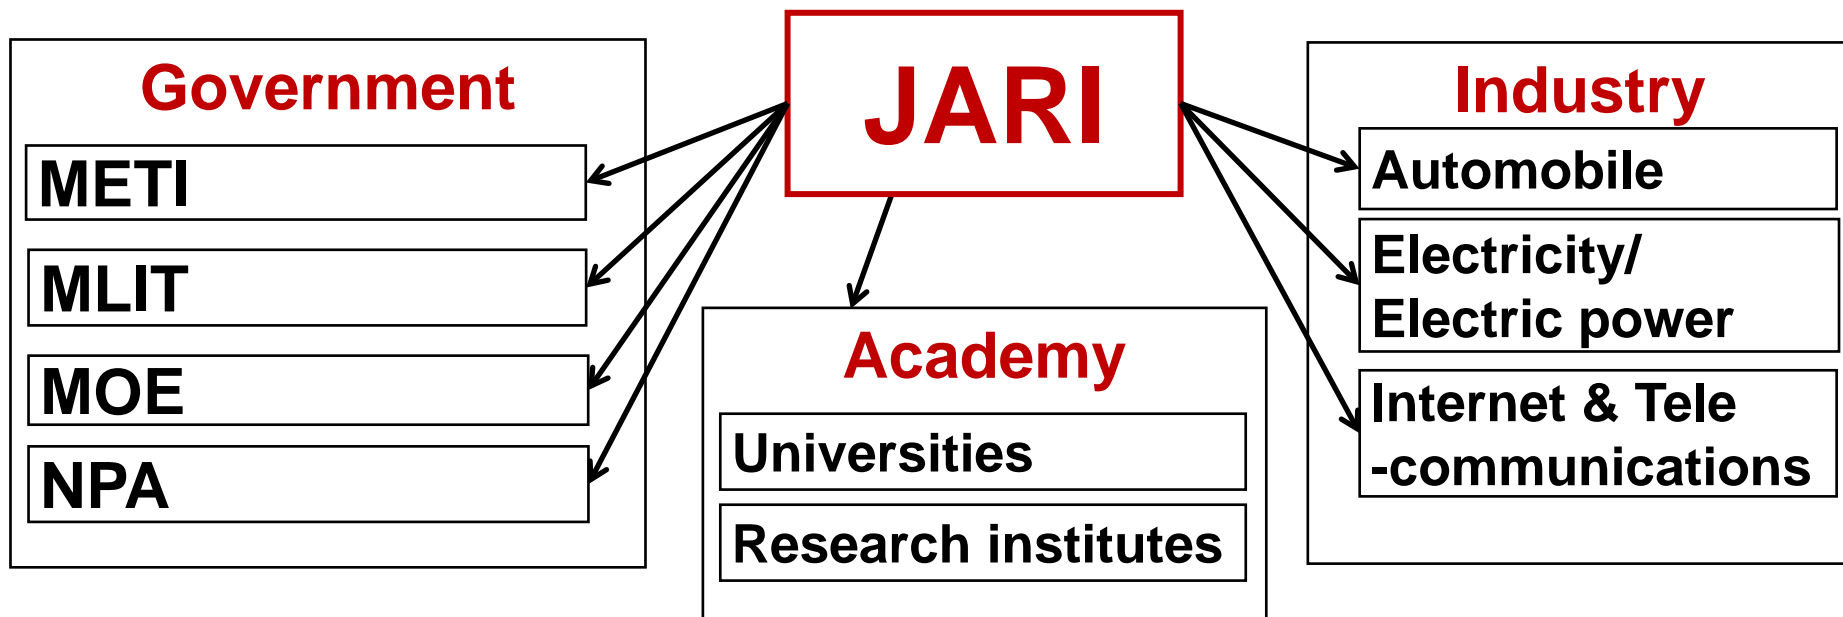 JARI
Government
METI
MLIT
MOE
NPA
Academy
Universities
Research institutes
Industry
Automobile
Electricity/
Electric power
Internet & Tele
-communications